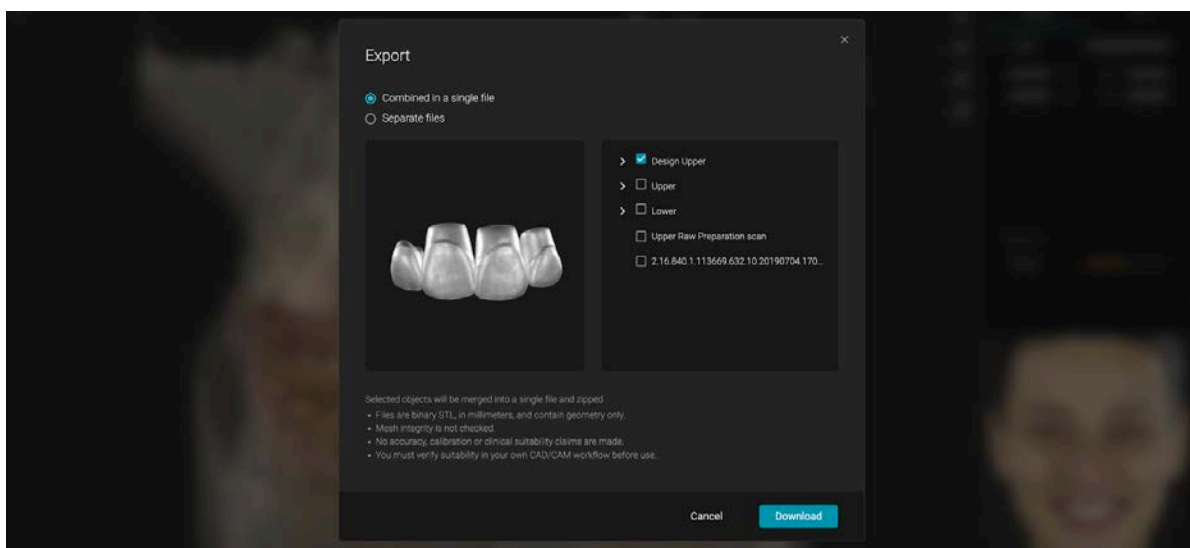 Export
Combined in a single file
Separate files
Design Upper
Upper
Lower
Upper Raw Preparation scan
2.16.840.1.113669.632.10.20190704.170...
Selected objects will be merged into a single file and zipped
• Files are binary STL, in millimeters, and contain geometry only.
• Mesh integrity is not checked.
• No accuracy, calibration or clinical suitability claims are made.
• You must verify suitability in your own CAD/CAM workflow before use.
Cancel
Download